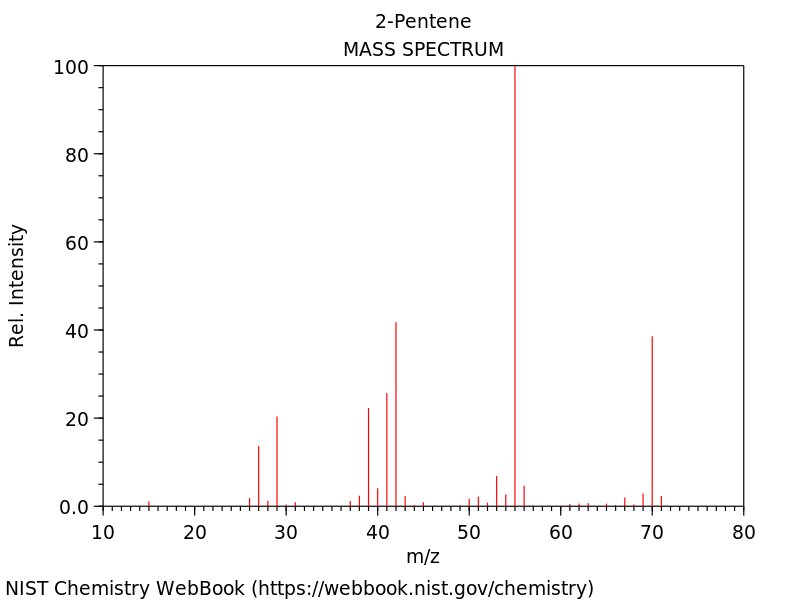 2-Pentene
MASS SPECTRUM
100
80
60
40
20
0.0
Rel. Intensity
10 20 30 40 50 60 70 80
m/z
NIST Chemistry WebBook (https://webbook.nist.gov/chemistry)